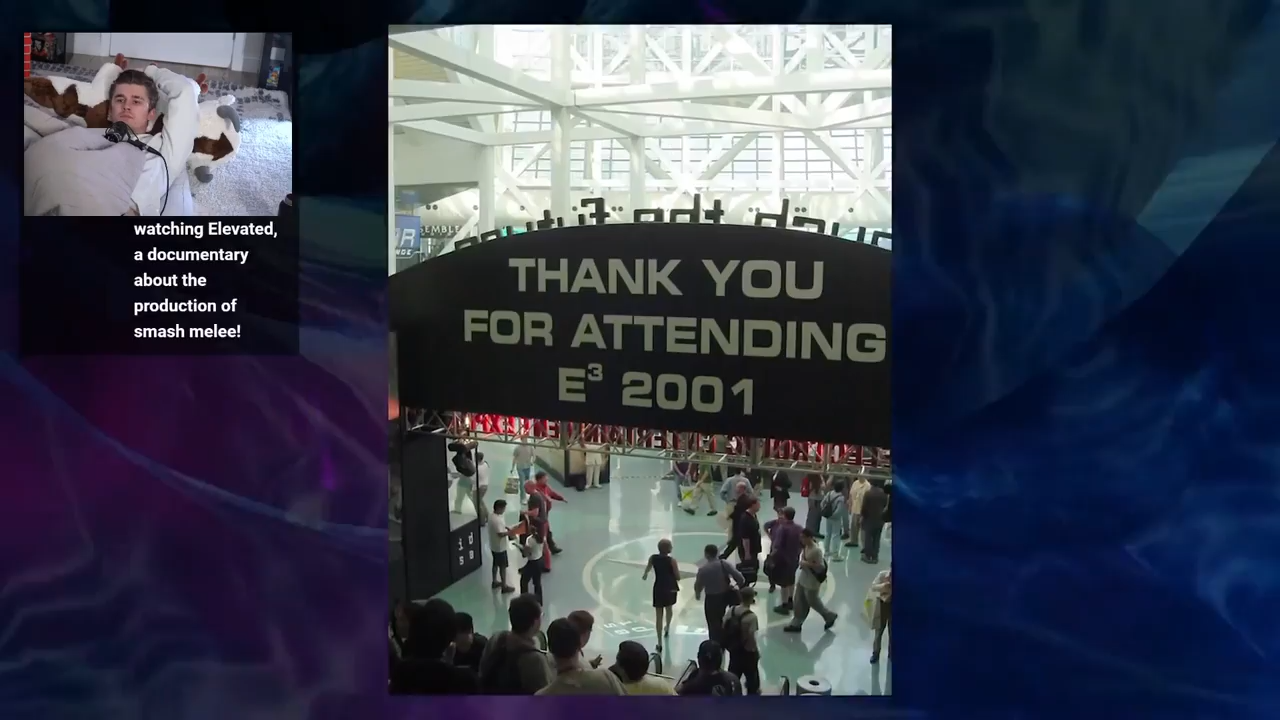 watching Elevated,
a documentary
about the
production of
smash melee!
THANK YOU
FOR ATTENDING
E³ 2001